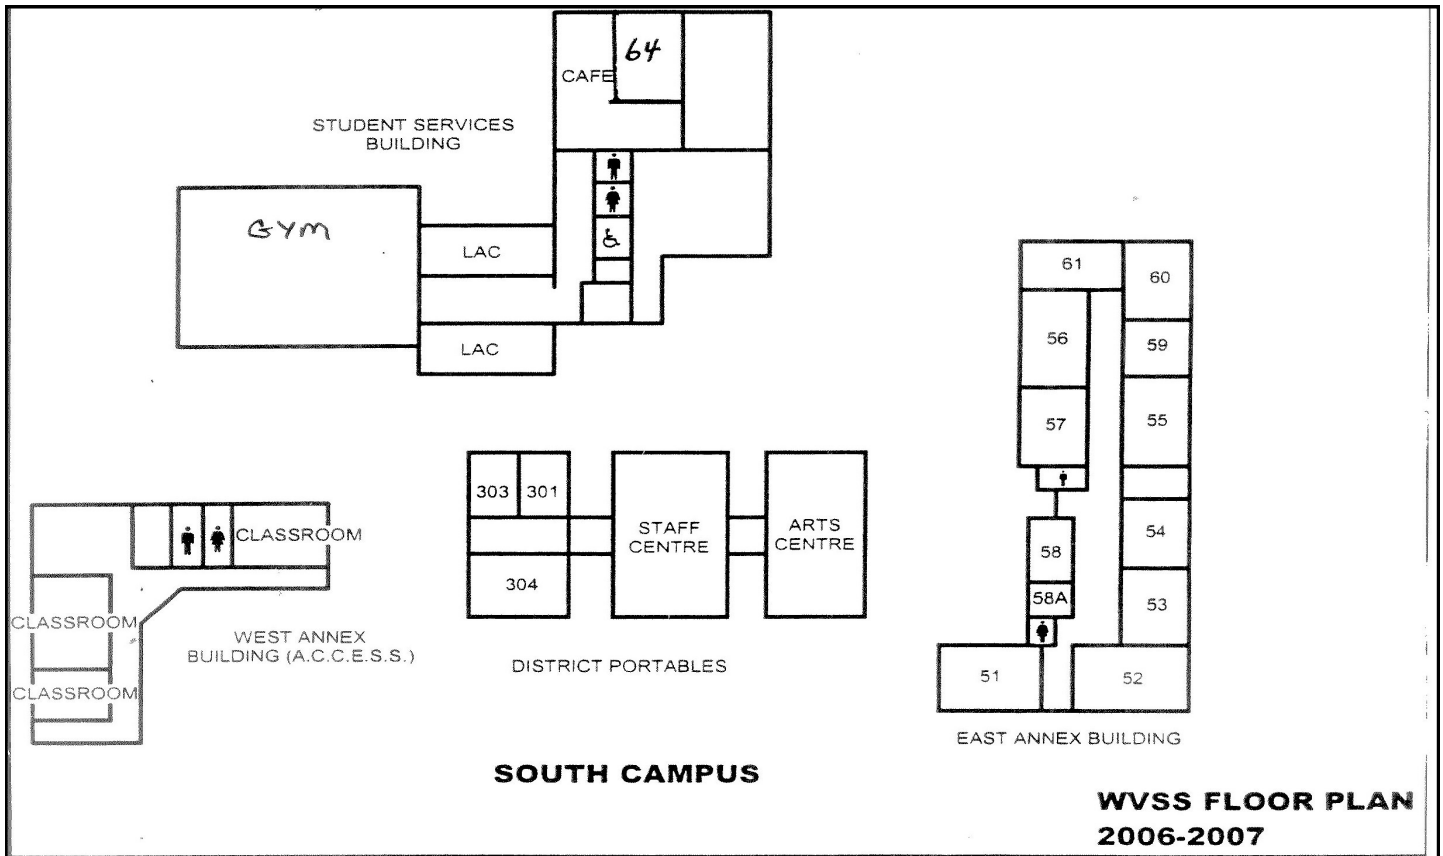 64
CAFE
STUDENT SERVICES
BUILDING
GYM
LAC
LAC
61
60
56
59
57
55
54
58
58A
53
51
52
EAST ANNEX BUILDING
303
301
304
STAFF
CENTRE
ARTS
CENTRE
DISTRICT PORTABLES
CLASSROOM
CLASSROOM
CLASSROOM
WEST ANNEX
BUILDING (A.C.C.E.S.S.)
SOUTH CAMPUS
WVSS FLOOR PLAN
2006-2007